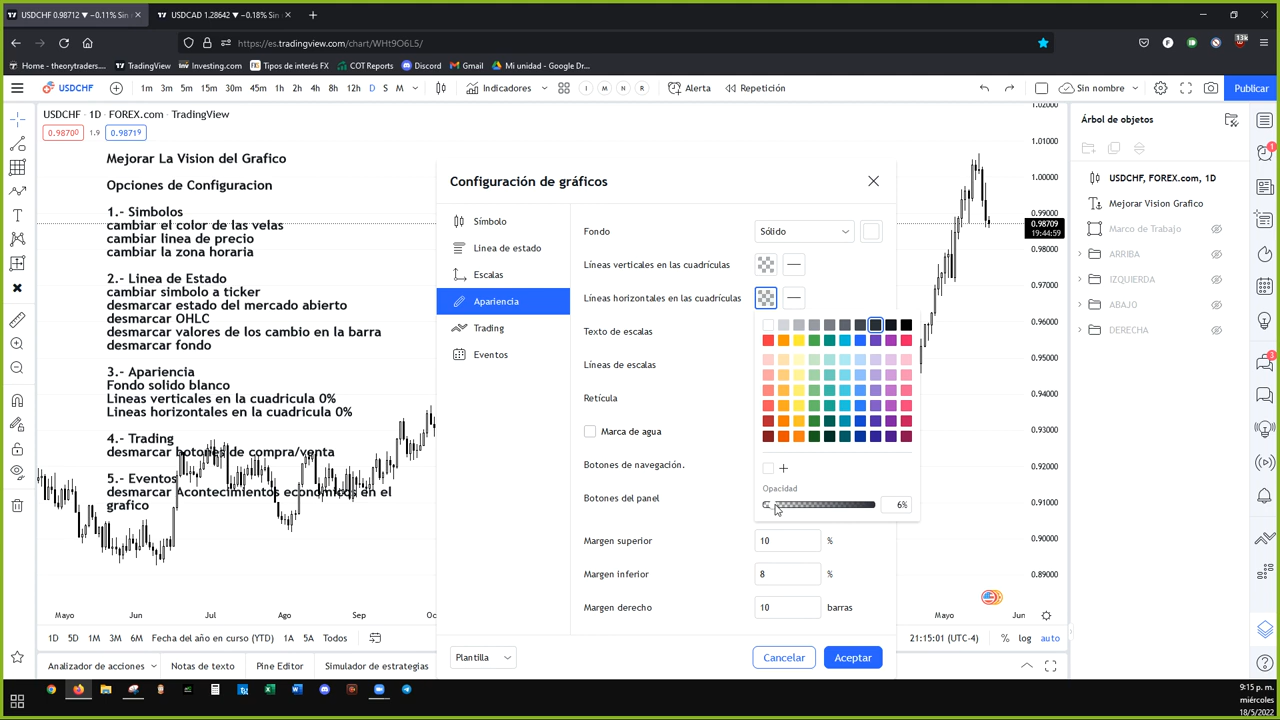 USDCHF 0.98712 ▼ −0.11% Sin
USDCAD 1.28642 ▼ −0.18% Sin
https://es.tradingview.com/chart/WHt9O6L5/
13k
Home - theorytraders....
TradingView
Investing.com
Tipos de interés FX
COT Reports
Discord
Gmail
Mi unidad - Google Dr...
USDCHF
1m 3m 5m 15m 30m 45m 1h 2h 4h 8h 12h D S M
Indicadores
I M N R
Alerta
Repetición
Sin nombre
Publicar
USDCHF · 1D · FOREX.com · TradingView
0.98700
1.9
0.98719
Mejorar La Vision del Grafico
Opciones de Configuracion
1.- Simbolos
cambiar el color de las velas
cambiar linea de precio
cambiar la zona horaria
2.- Linea de Estado
cambiar simbolo a ticker
desmarcar estado del mercado abierto
desmarcar OHLC
desmarcar valores de los cambio en la barra
desmarcar fondo
3.- Apariencia
Fondo solido blanco
Lineas verticales en la cuadricula 0%
Lineas horizontales en la cuadricula 0%
4.- Trading
desmarcar botones de compra/venta
5.- Eventos
desmarcar Acontecimientos economicos en el
grafico
Configuración de gráficos
Símbolo
Linea de estado
Escalas
Apariencia
Trading
Eventos
Fondo
Sólido
Líneas verticales en las cuadrículas
Líneas horizontales en las cuadrículas
Texto de escalas
Líneas de escalas
Retícula
Marca de agua
Botones de navegación.
Botones del panel
Opacidad
6%
Margen superior
10
%
Margen inferior
8
%
Margen derecho
10
barras
Plantilla
Cancelar
Aceptar
1.02000
1.01000
1.00000
0.99000
0.98709
19:44:59
0.98000
0.97000
0.96000
0.95000
0.94000
0.93000
0.92000
0.91000
0.90000
0.89000
Árbol de objetos
USDCHF, FOREX.com, 1D
Mejorar Vision Grafico
Marco de Trabajo
ARRIBA
IZQUIERDA
ABAJO
DERECHA
1
3
Mayo
Jun
Jul
Ago
Sep
Oc
Mayo
Jun
1D 5D 1M 3M 6M Fecha del año en curso (YTD) 1A 5A Todos
21:15:01 (UTC-4)
% log auto
Analizador de acciones
Notas de texto
Pine Editor
Simulador de estrategias
9:15 p. m.
miércoles
18/5/2022